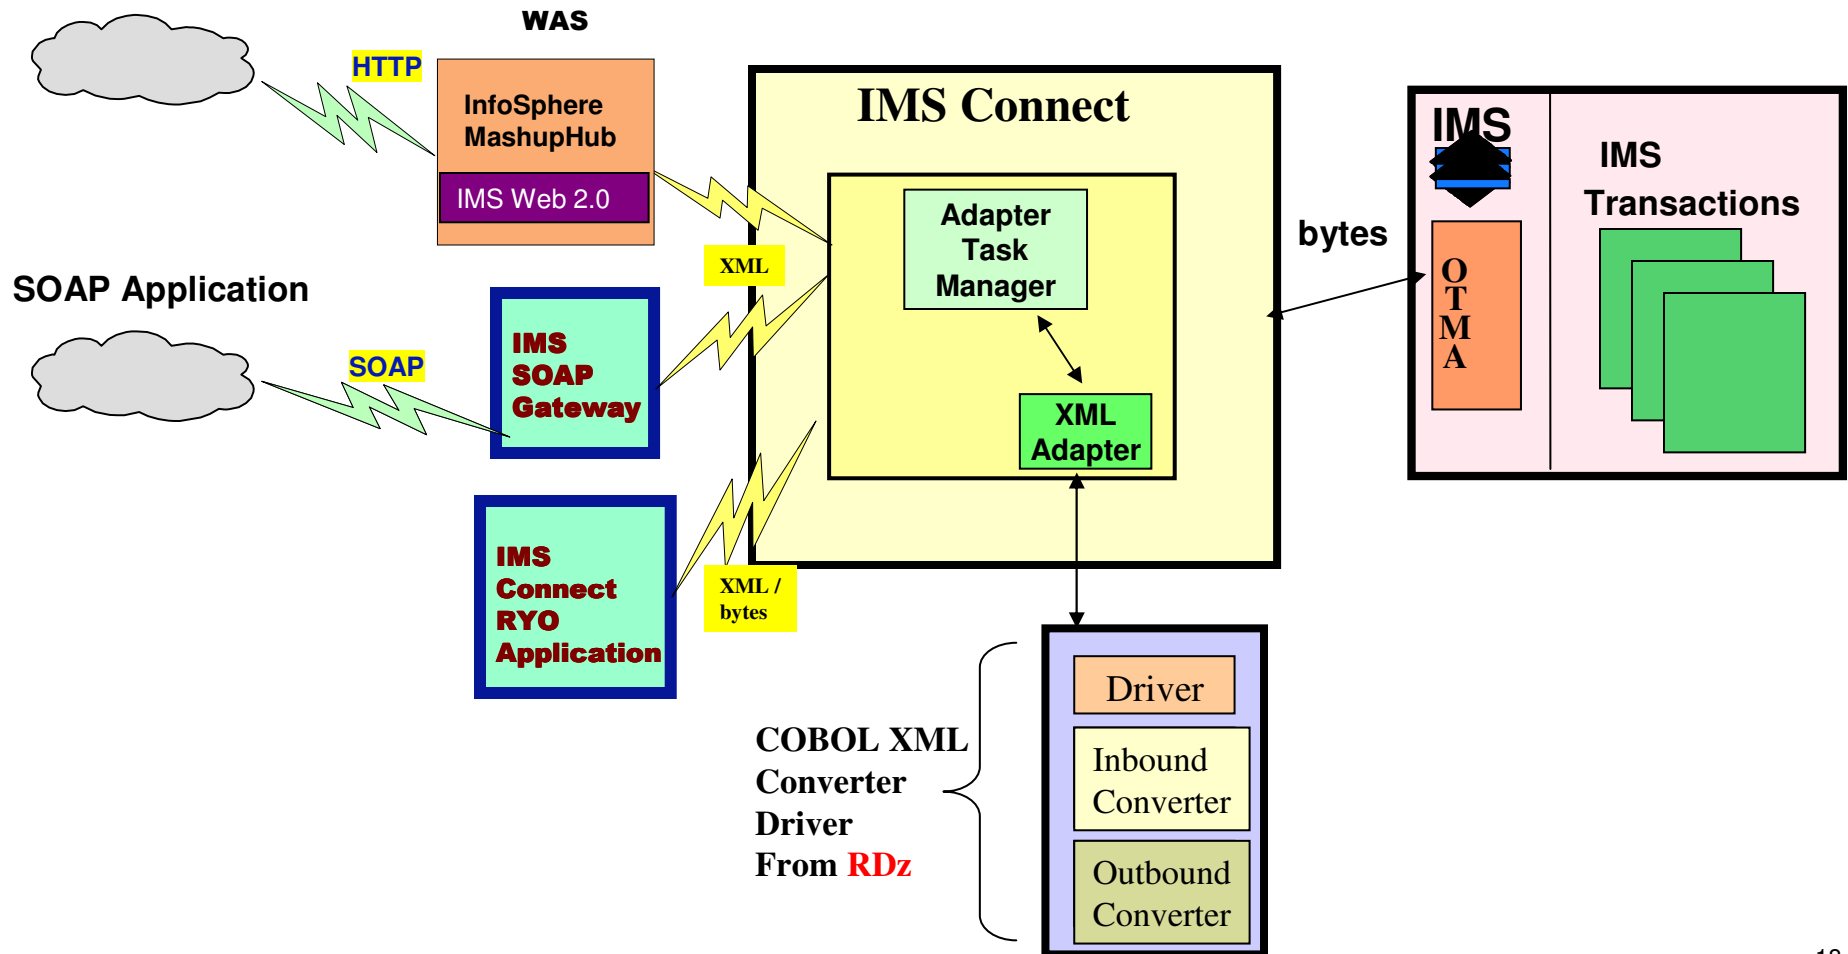 WAS
HTTP
InfoSphere
MashupHub
IMS Web 2.0
SOAP Application
SOAP
IMS
SOAP
Gateway
XML
IMS
Connect
RYO
Application
XML /
bytes
IMS Connect
Adapter
Task
Manager
XML
Adapter
bytes
IMS
O
T
M
A
IMS
Transactions
COBOL XML
Converter
Driver
From RDz
Driver
Inbound
Converter
Outbound
Converter